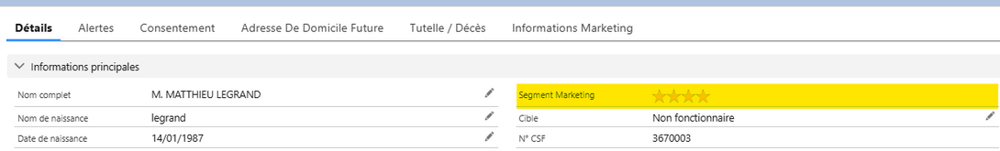 Détails Alertes Consentement Adresse De Domicile Future Tutelle / Décès Informations Marketing
Informations principales
Nom complet M. MATTHIEU LEGRAND Segment Marketing
Nom de naissance legrand Cible Non fonctionnaire
Date de naissance 14/01/1987 N° CSF 3670003